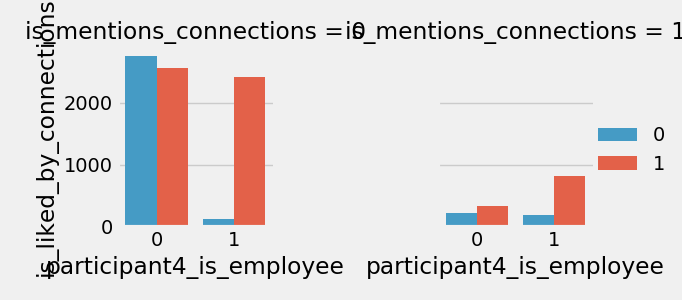 is_mentions_connections = 0
is_mentions_connections = 1
is_liked_by_connections
2000
1000
0
0
1
participant4_is_employee
0
1
participant4_is_employee
0
1